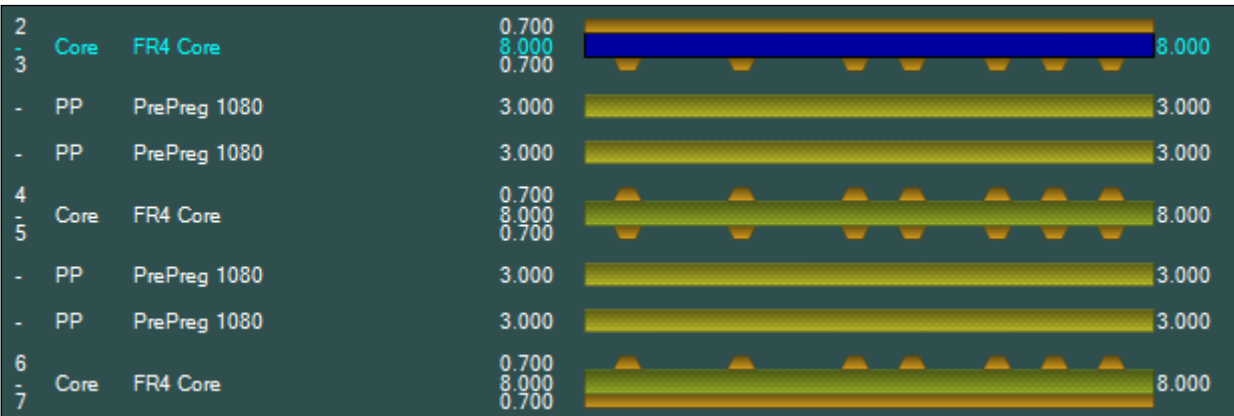 2 0.700
- Core FR4 Core 8.000 8.000
3 0.700
- PP PrePreg 1080 3.000 3.000
- PP PrePreg 1080 3.000 3.000
4 0.700
- Core FR4 Core 8.000 8.000
5 0.700
- PP PrePreg 1080 3.000 3.000
- PP PrePreg 1080 3.000 3.000
6 0.700
- Core FR4 Core 8.000 8.000
7 0.700